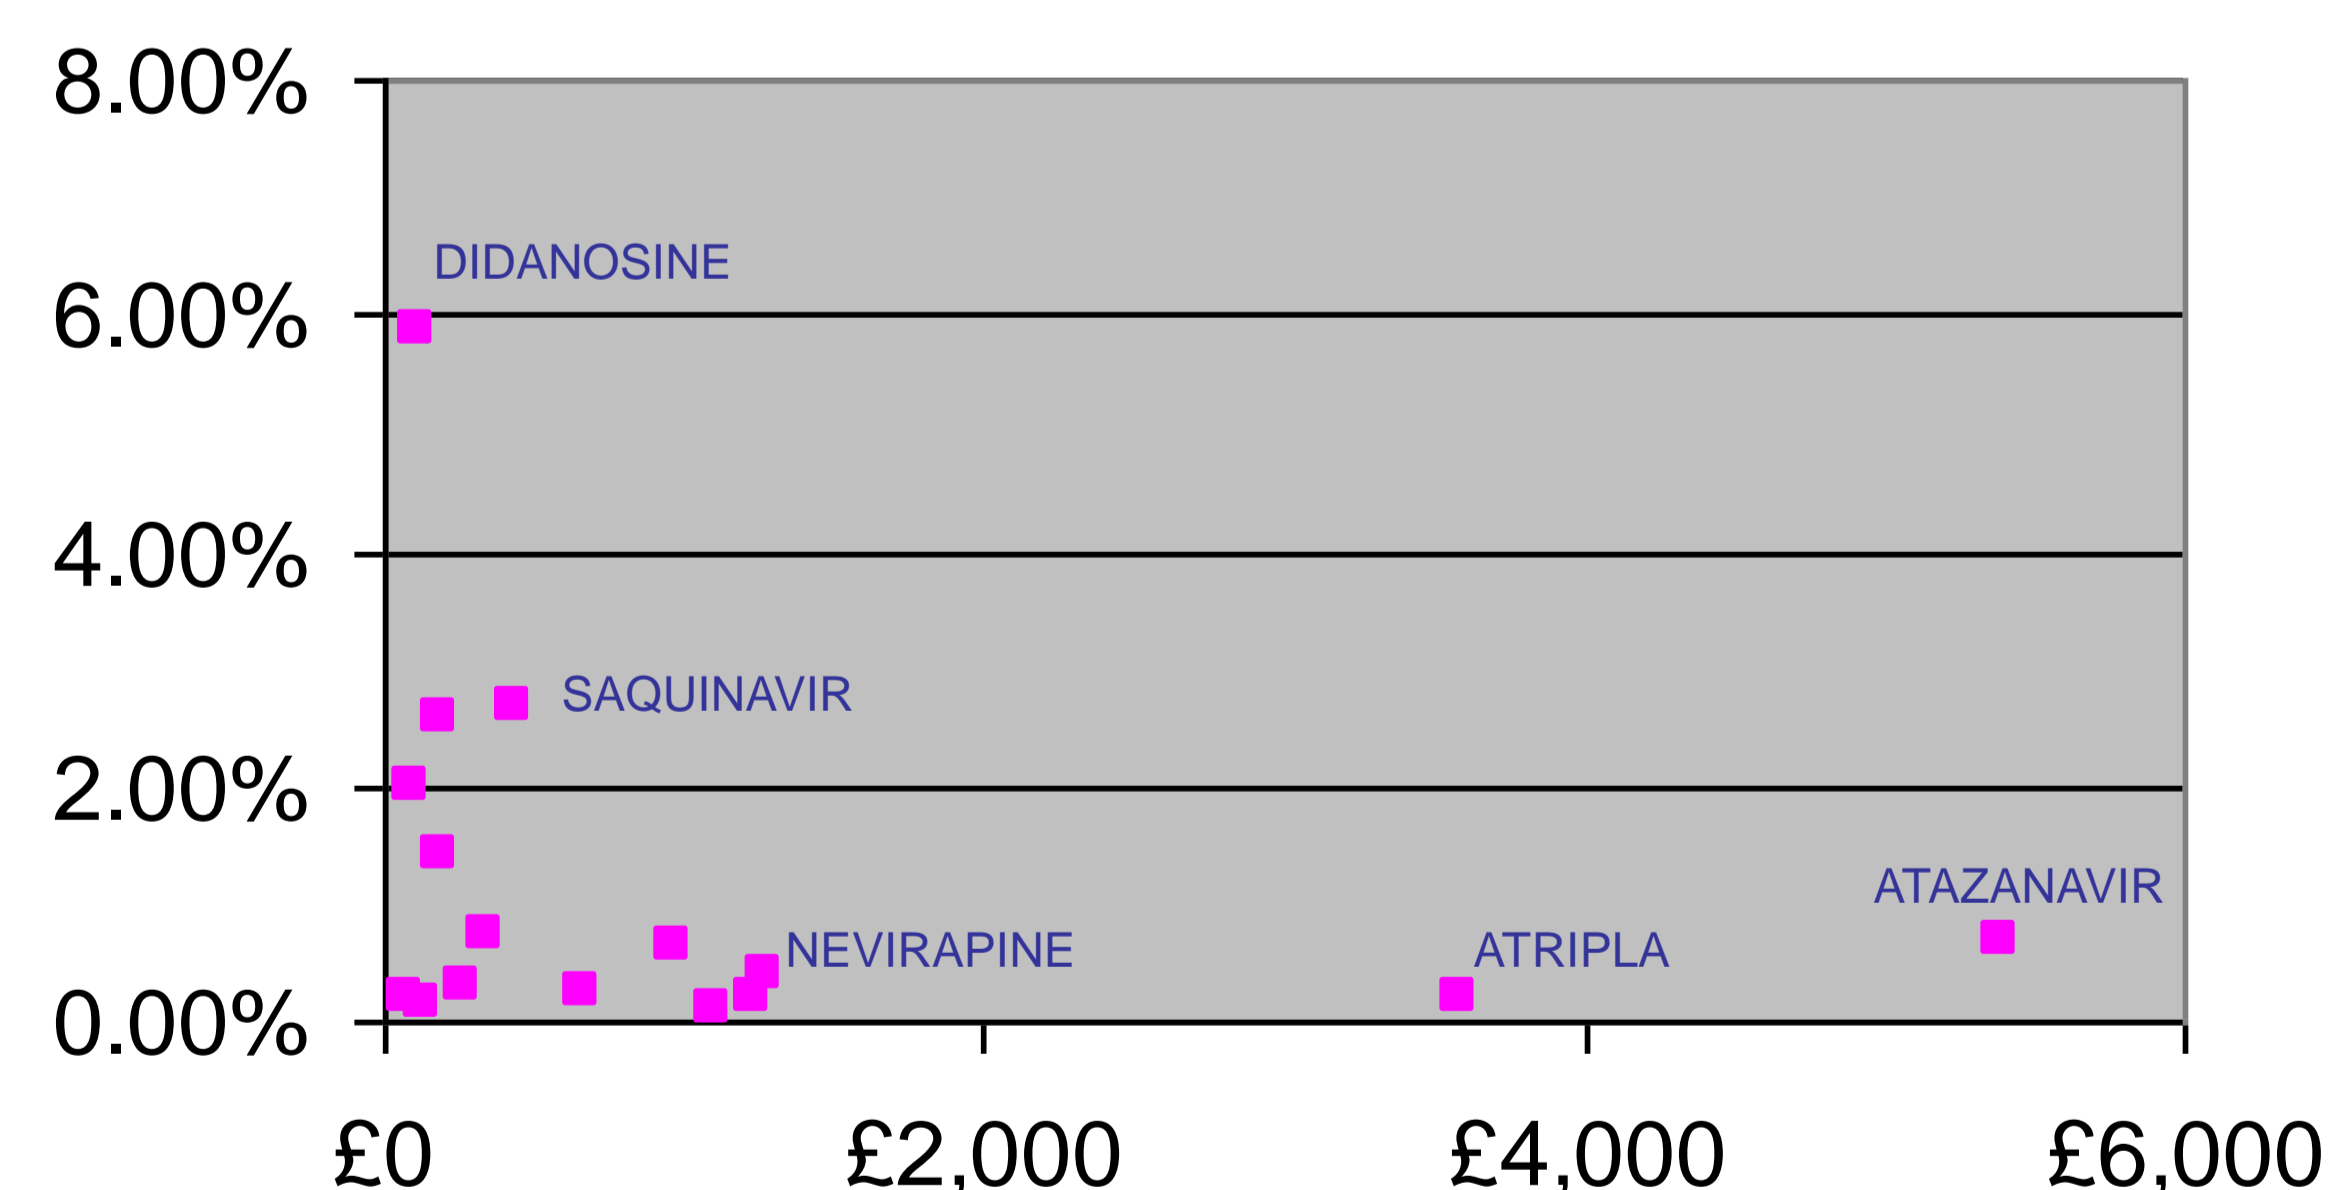 8.00%
DIDANOSINE
6.00%
4.00%
SAQUINAVIR
2.00%
ATAZANAVIR
NEVIRAPINE
ATRIPLA
0.00%
£0
£2,000
£4,000
£6,000